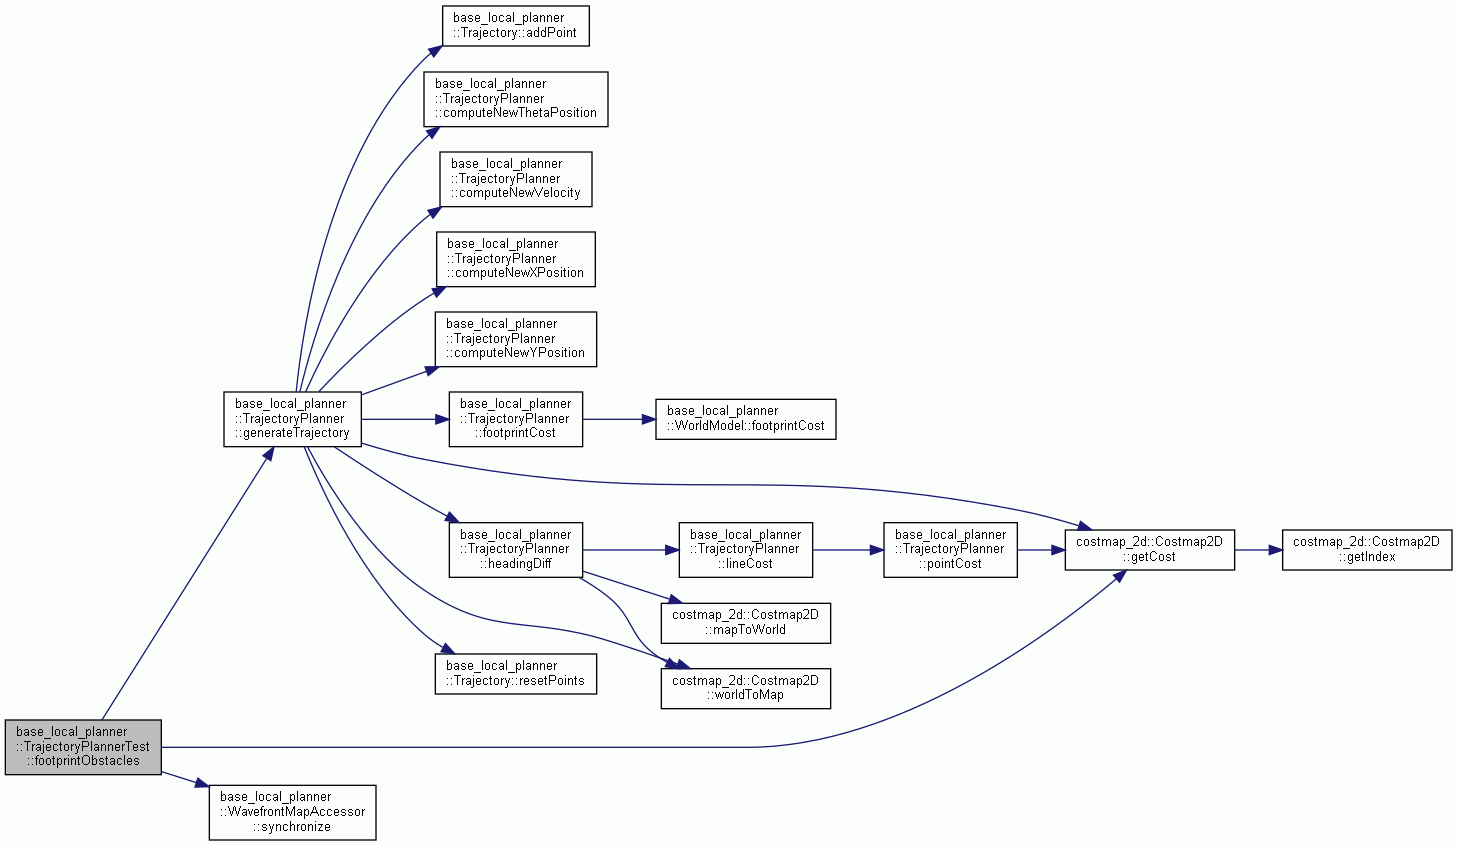 base_local_planner
::Trajectory::addPoint
base_local_planner
::TrajectoryPlanner
::computeNewThetaPosition
base_local_planner
::TrajectoryPlanner
::computeNewVelocity
base_local_planner
::TrajectoryPlanner
::computeNewXPosition
base_local_planner
::TrajectoryPlanner
::computeNewYPosition
base_local_planner
::TrajectoryPlanner
::generateTrajectory
base_local_planner
::TrajectoryPlanner
::footprintCost
base_local_planner
::WorldModel::footprintCost
base_local_planner
::TrajectoryPlanner
::headingDiff
base_local_planner
::TrajectoryPlanner
::lineCost
base_local_planner
::TrajectoryPlanner
::pointCost
costmap_2d::Costmap2D
::getCost
costmap_2d::Costmap2D
::getIndex
costmap_2d::Costmap2D
::mapToWorld
base_local_planner
::Trajectory::resetPoints
costmap_2d::Costmap2D
::worldToMap
base_local_planner
::TrajectoryPlannerTest
::footprintObstacles
base_local_planner
::WavefrontMapAccessor
::synchronize